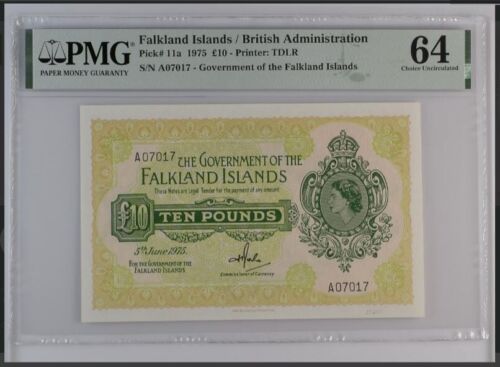 PMG
PAPER MONEY GUARANTY
Falkland Islands / British Administration
Pick# 11a 1975 £10 - Printer: TDLR
S/N A07017 - Government of the Falkland Islands
64
Choice Uncirculated
A07017
THE GOVERNMENT OF THE
FALKLAND ISLANDS
These Notes are Legal Tender for the payment of any amount
£10
TEN POUNDS
5th June 1975.
FOR THE GOVERNMENT OF THE
FALKLAND ISLANDS
Commissioner of Currency
A07017